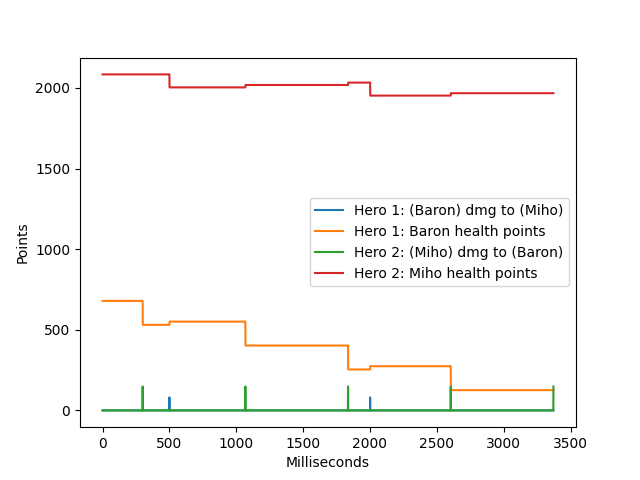 2000
1500
1000
500
0
Points
Hero 1: (Baron) dmg to (Miho)
Hero 1: Baron health points
Hero 2: (Miho) dmg to (Baron)
Hero 2: Miho health points
0 500 1000 1500 2000 2500 3000 3500
Milliseconds